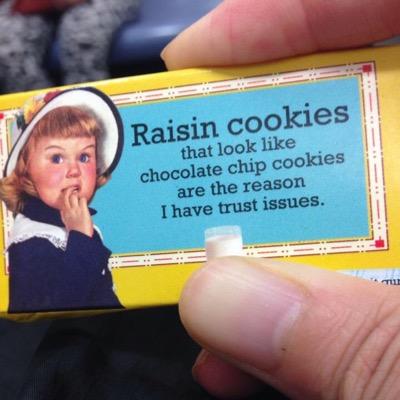 Raisin cookies
that look like
chocolate chip cookies
are the reason
I have trust issues.